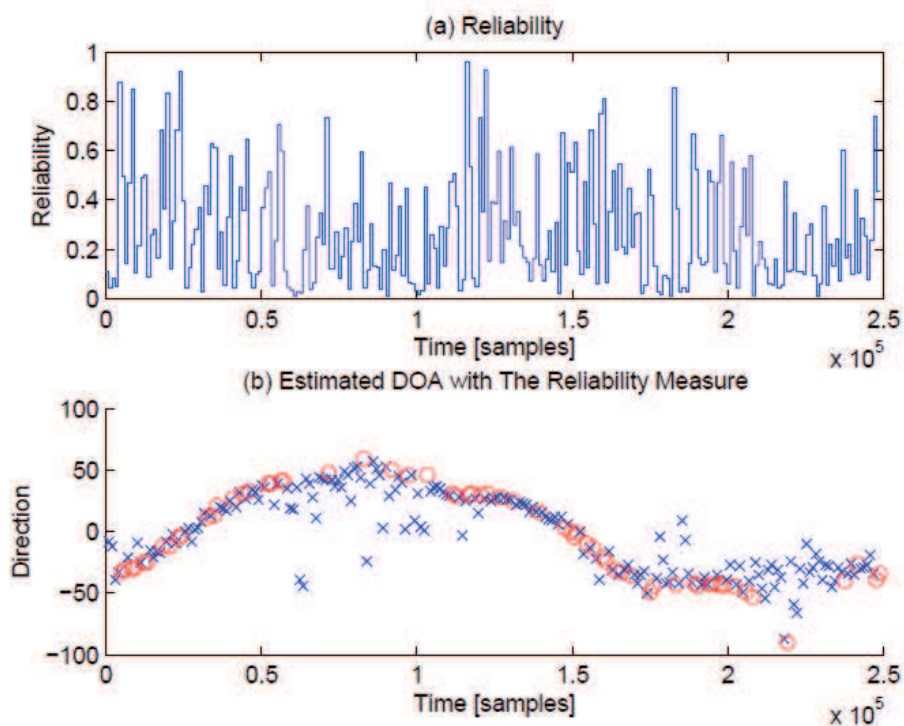 (a) Reliability
1
0.8
0.6
0.4
0.2
0
Reliability
0 0.5 1 1.5 2 2.5
Time [samples]
x 10^5
(b) Estimated DOA with The Reliability Measure
100
50
0
−50
−100
Direction
0 0.5 1 1.5 2 2.5
Time [samples]
x 10^5